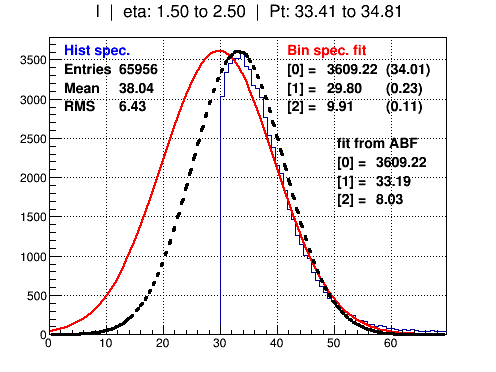 I | eta: 1.50 to 2.50 | Pt: 33.41 to 34.81
Hist spec.
Entries 65956
Mean 38.04
RMS 6.43
Bin spec. fit
[0] = 3609.22 (34.01)
[1] = 29.80 (0.23)
[2] = 9.91 (0.11)
fit from ABF
[0] = 3609.22
[1] = 33.19
[2] = 8.03
3500
3000
2500
2000
1500
1000
500
0
0 10 20 30 40 50 60